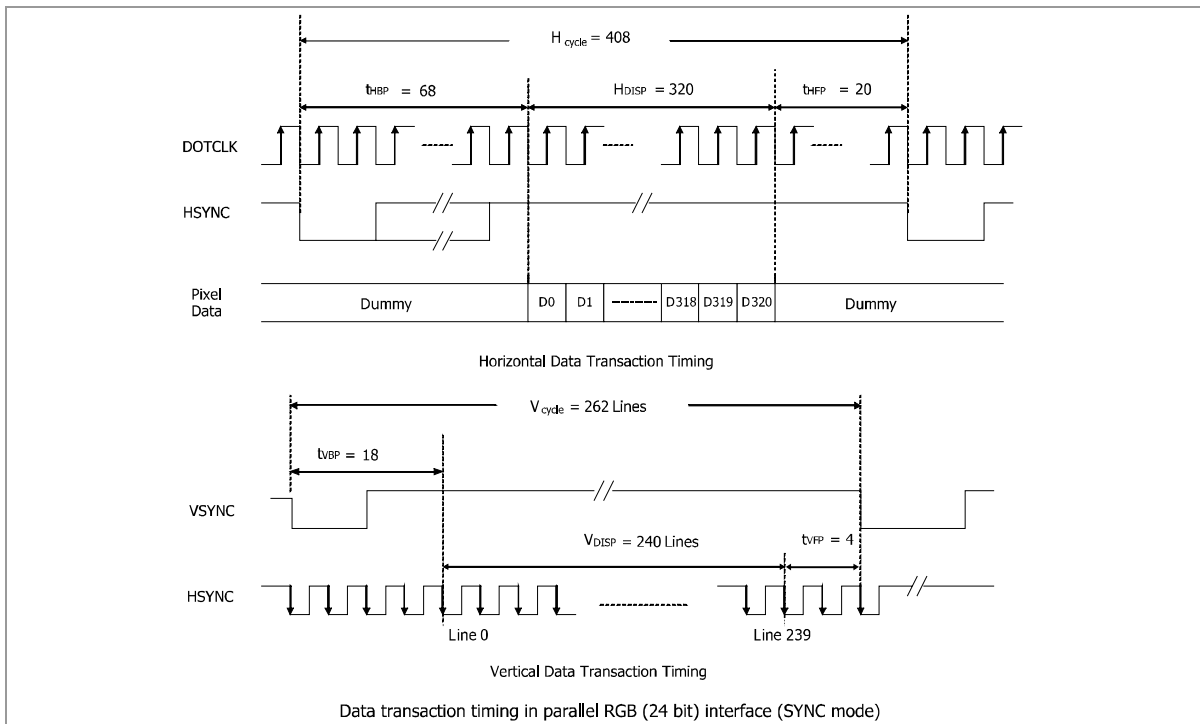 H cycle = 408
tHBP = 68 HDISP = 320 tHFP = 20
DOTCLK
HSYNC
Pixel Data
Dummy D0 D1 D318 D319 D320 Dummy
Horizontal Data Transaction Timing
V cycle = 262 Lines
tVBP = 18
VSYNC
VDISP = 240 Lines tVFP = 4
HSYNC
Line 0 Line 239
Vertical Data Transaction Timing
Data transaction timing in parallel RGB (24 bit) interface (SYNC mode)